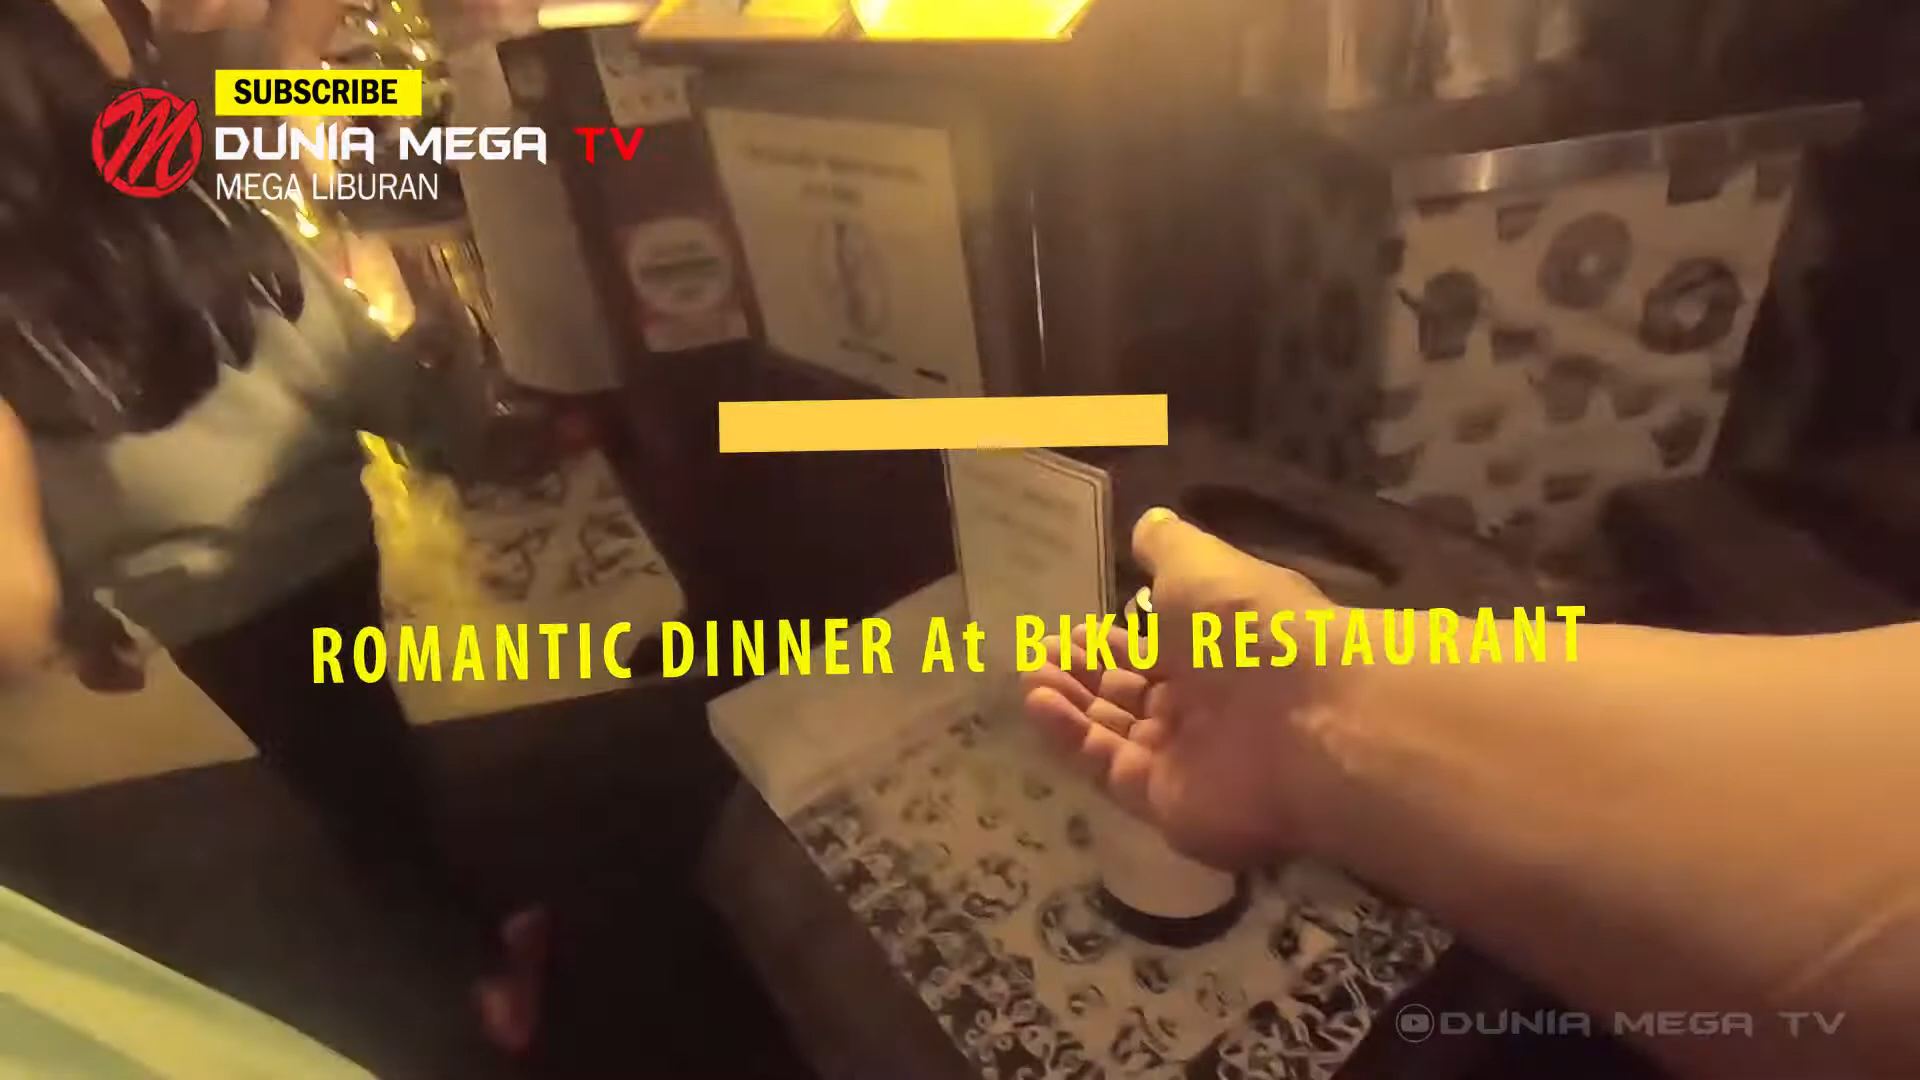 SUBSCRIBE
DUNIA MEGA TV
MEGA LIBURAN
ROMANTIC DINNER At BIKU RESTAURANT
DUNIA MEGA TV